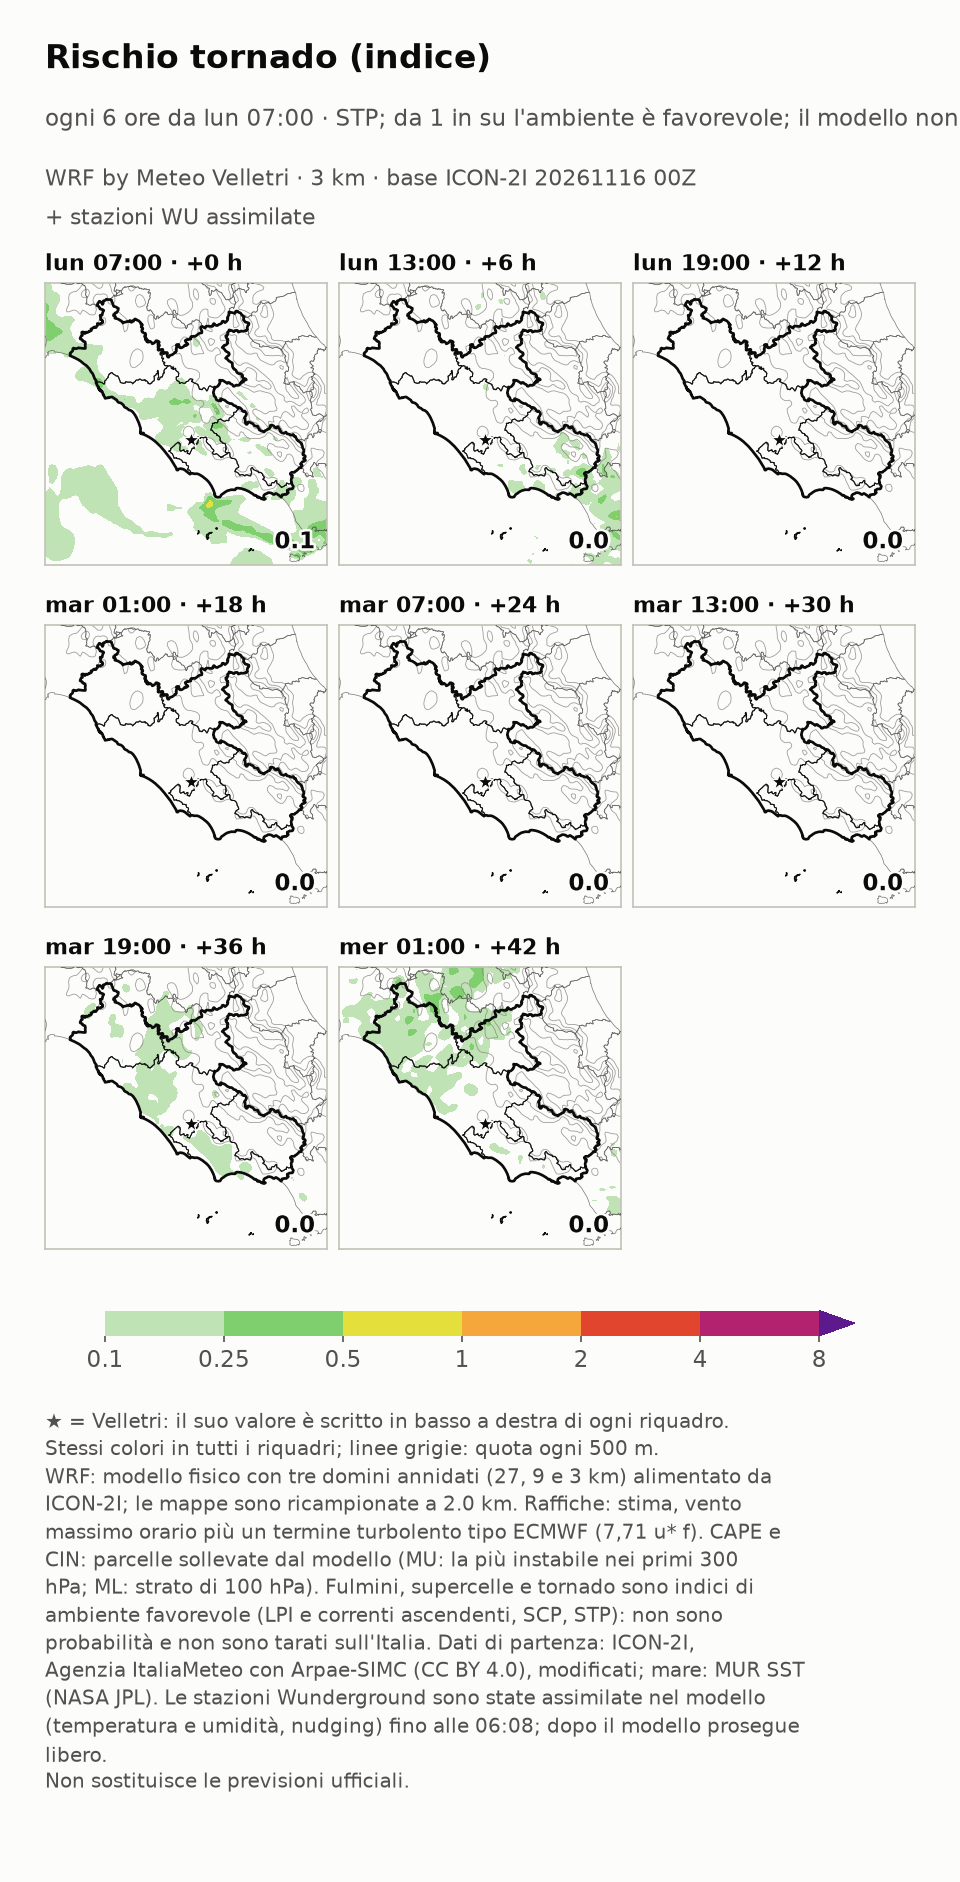 Rischio tornado (indice)
ogni 6 ore da lun 07:00 · STP; da 1 in su l'ambiente è favorevole; il modello non
WRF by Meteo Velletri · 3 km · base ICON-2I 20261116 00Z
+ stazioni WU assimilate
lun 07:00 · +0 h
lun 13:00 · +6 h
lun 19:00 · +12 h
0.1
0.0
0.0
mar 01:00 · +18 h
mar 07:00 · +24 h
mar 13:00 · +30 h
0.0
0.0
0.0
mar 19:00 · +36 h
mer 01:00 · +42 h
0.0
0.0
0.1 0.25 0.5 1 2 4 8
★ = Velletri: il suo valore è scritto in basso a destra di ogni riquadro.
Stessi colori in tutti i riquadri; linee grigie: quota ogni 500 m.
WRF: modello fisico con tre domini annidati (27, 9 e 3 km) alimentato da
ICON-2I; le mappe sono ricampionate a 2.0 km. Raffiche: stima, vento
massimo orario più un termine turbolento tipo ECMWF (7,71 u* f). CAPE e
CIN: parcelle sollevate dal modello (MU: la più instabile nei primi 300
hPa; ML: strato di 100 hPa). Fulmini, supercelle e tornado sono indici di
ambiente favorevole (LPI e correnti ascendenti, SCP, STP): non sono
probabilità e non sono tarati sull'Italia. Dati di partenza: ICON-2I,
Agenzia ItaliaMeteo con Arpae-SIMC (CC BY 4.0), modificati; mare: MUR SST
(NASA JPL). Le stazioni Wunderground sono state assimilate nel modello
(temperatura e umidità, nudging) fino alle 06:08; dopo il modello prosegue
libero.
Non sostituisce le previsioni ufficiali.